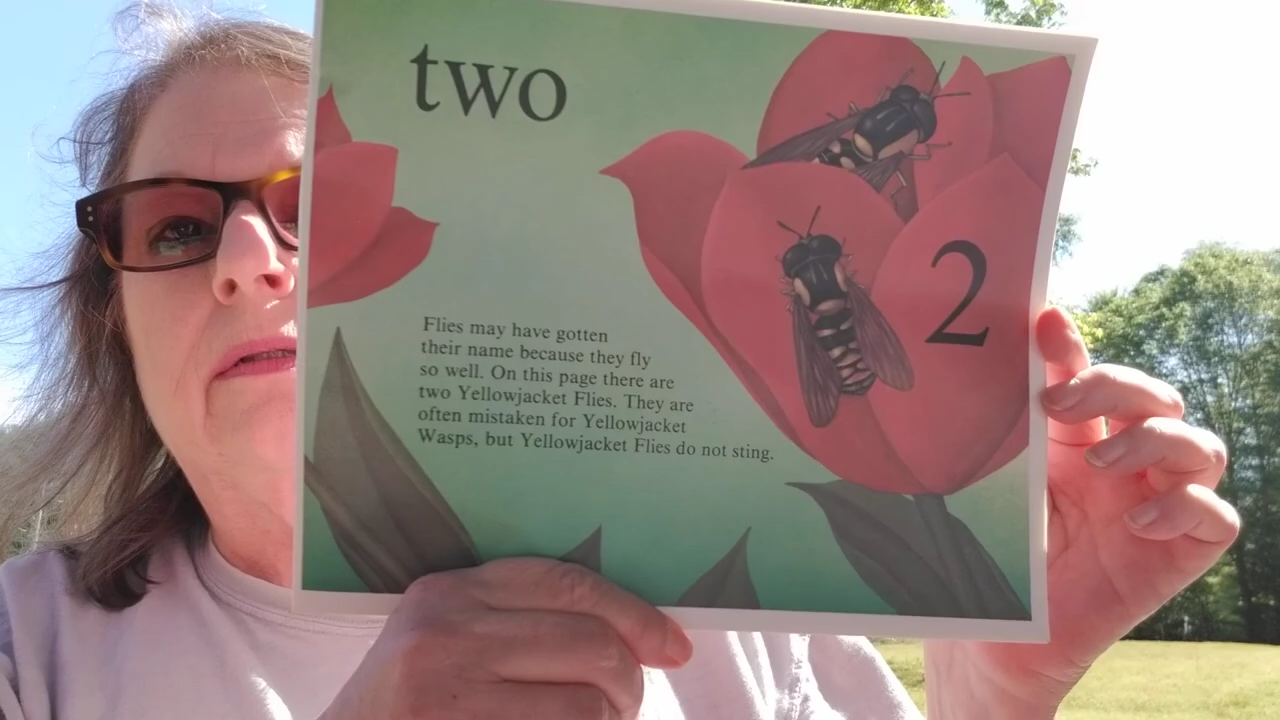 two
Flies may have gotten
their name because they fly
so well. On this page there are
two Yellowjacket Flies. They are
often mistaken for Yellowjacket
Wasps, but Yellowjacket Flies do not sting.
2